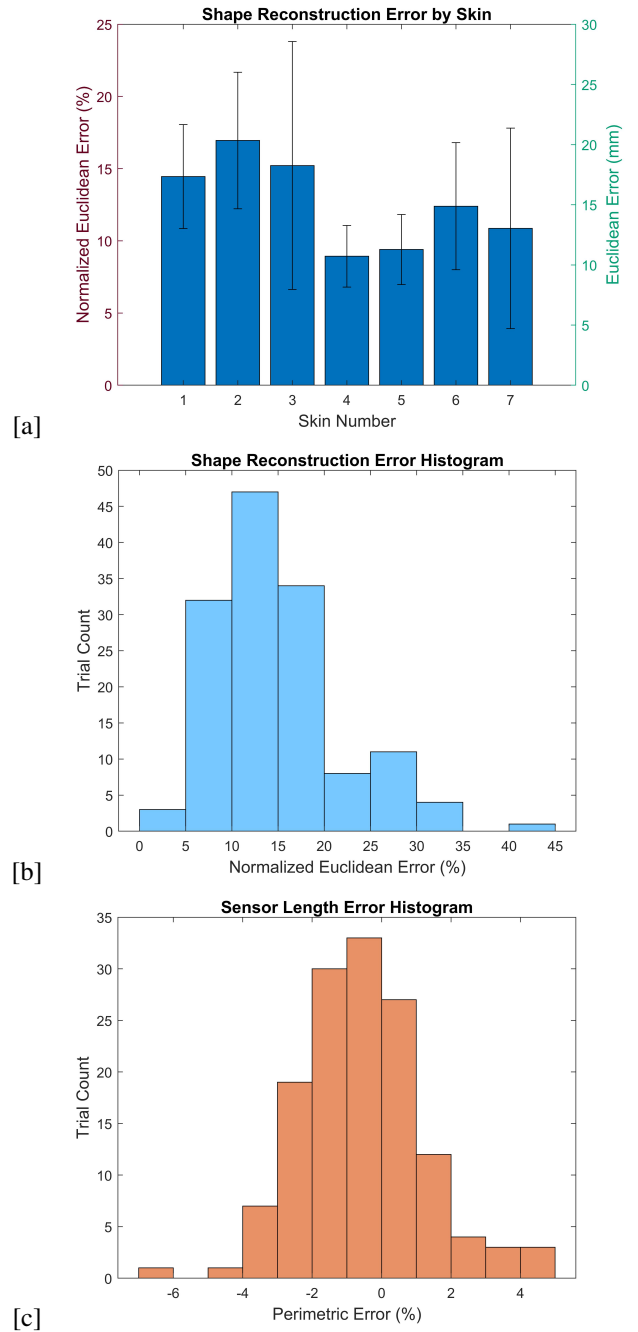 Shape Reconstruction Error by Skin
25
20
15
10
5
0
Normalized Euclidean Error (%)
30
25
20
15
10
5
0
Euclidean Error (mm)
1 2 3 4 5 6 7
Skin Number
[a]
Shape Reconstruction Error Histogram
50
45
40
35
30
25
20
15
10
5
0
Trial Count
0 5 10 15 20 25 30 35 40 45
Normalized Euclidean Error (%)
[b]
Sensor Length Error Histogram
35
30
25
20
15
10
5
0
Trial Count
-6 -4 -2 0 2 4
Perimetric Error (%)
[c]